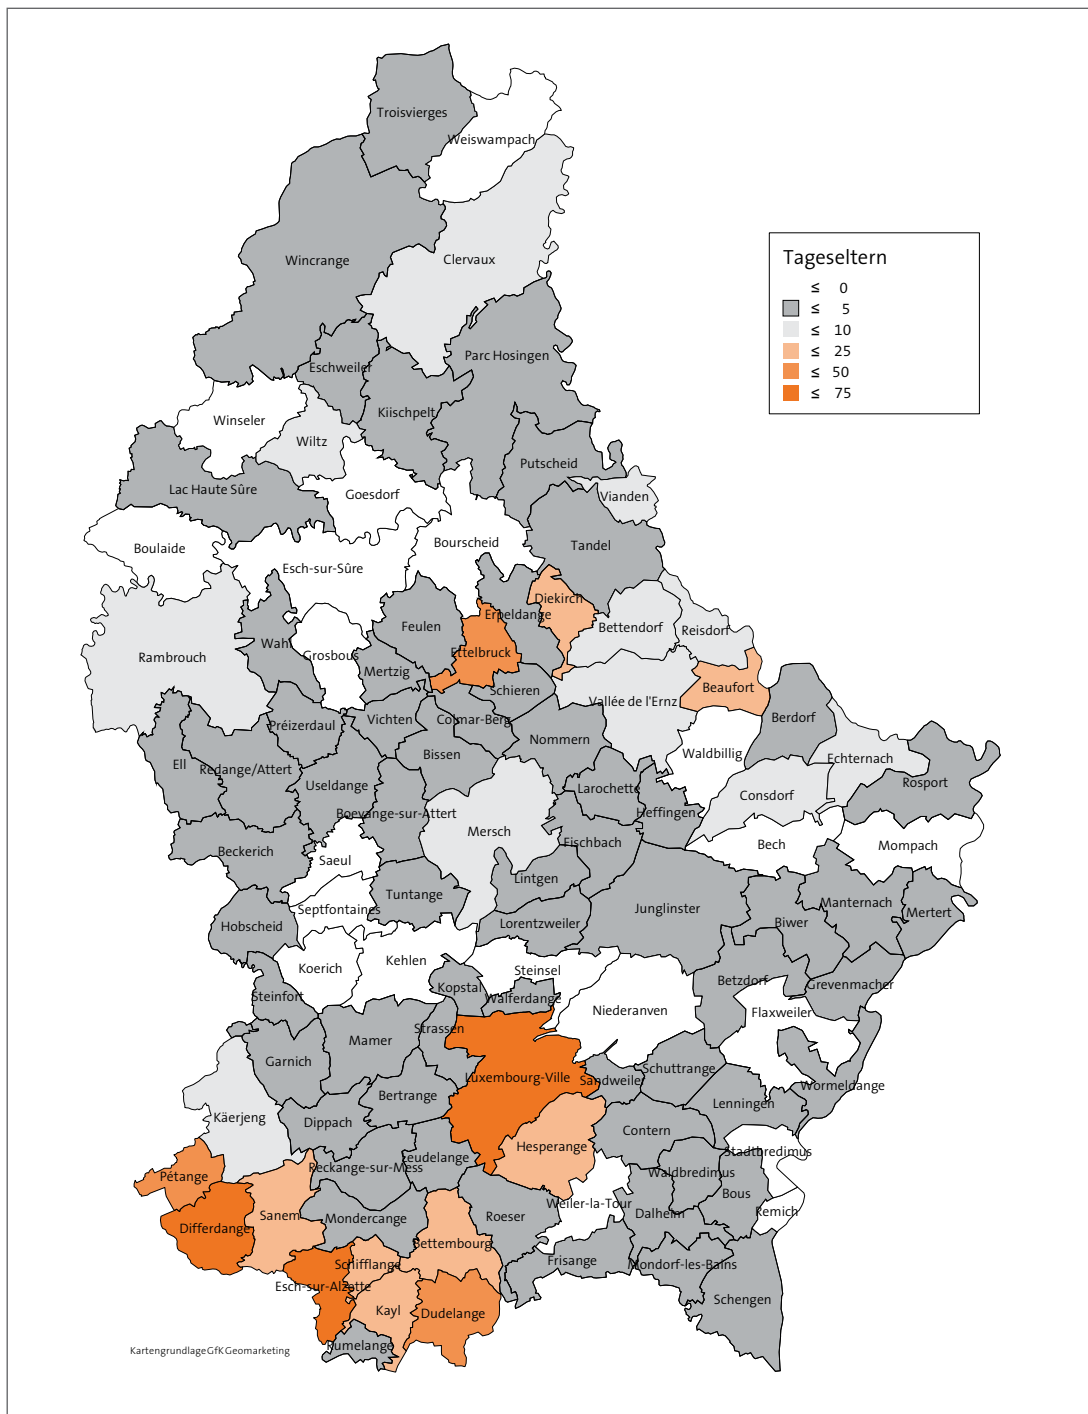 Troisvierges
Weiswampach
Wincrange
Clervaux
Tageseltern
≤ 0
≤ 5
≤ 10
≤ 25
≤ 50
≤ 75
Parc Hosingen
Eschweiler
Kiischpelt
Winseler
Wiltz
Putscheid
Lac Haute Sûre
Goesdorf
Vianden
Boulaide
Bourscheid
Tandel
Esch-sur-Sûre
Diekirch
Erpeldange
Feulen
Bettendorf
Reisdorf
Wahl
Grosbous
Ettelbruck
Rambrouch
Mertzig
Schieren
Beaufort
Vallée de l'Ernz
Préizerdaul
Vichten
Colmar-Berg
Berdorf
Nommern
Bissen
Waldbillig
Echternach
Ell
Redange/Attert
Useldange
Larochette
Consdorf
Rosport
Boevange-sur-Attert
Heffingen
Mersch
Fischbach
Bech
Mompach
Beckerich
Saeul
Lintgen
Tuntange
Septfontaines
Junglinster
Manternach
Mertert
Hobscheid
Lorentzweiler
Biwer
Koerich
Kehlen
Steinsel
Betzdorf
Grevenmacher
Steinfort
Kopstal
Walferdange
Niederanven
Flaxweiler
Strassen
Mamer
Garnich
Luxembourg-Ville
Sandweiler
Schuttrange
Wormeldange
Bertrange
Lenningen
Käerjeng
Dippach
Contern
Hesperange
Stadtbredimus
Reckange-sur-Mess
Leudelange
Waldbredimus
Pétange
Bous
Weiler-la-Tour
Dalheim
Remich
Sanem
Mondercange
Roeser
Differdange
Bettembourg
Schifflange
Frisange
Mondorf-les-Bains
Esch-sur-Alzette
Kayl
Dudelange
Schengen
Rumelange
KartengrundlageGfK Geomarketing